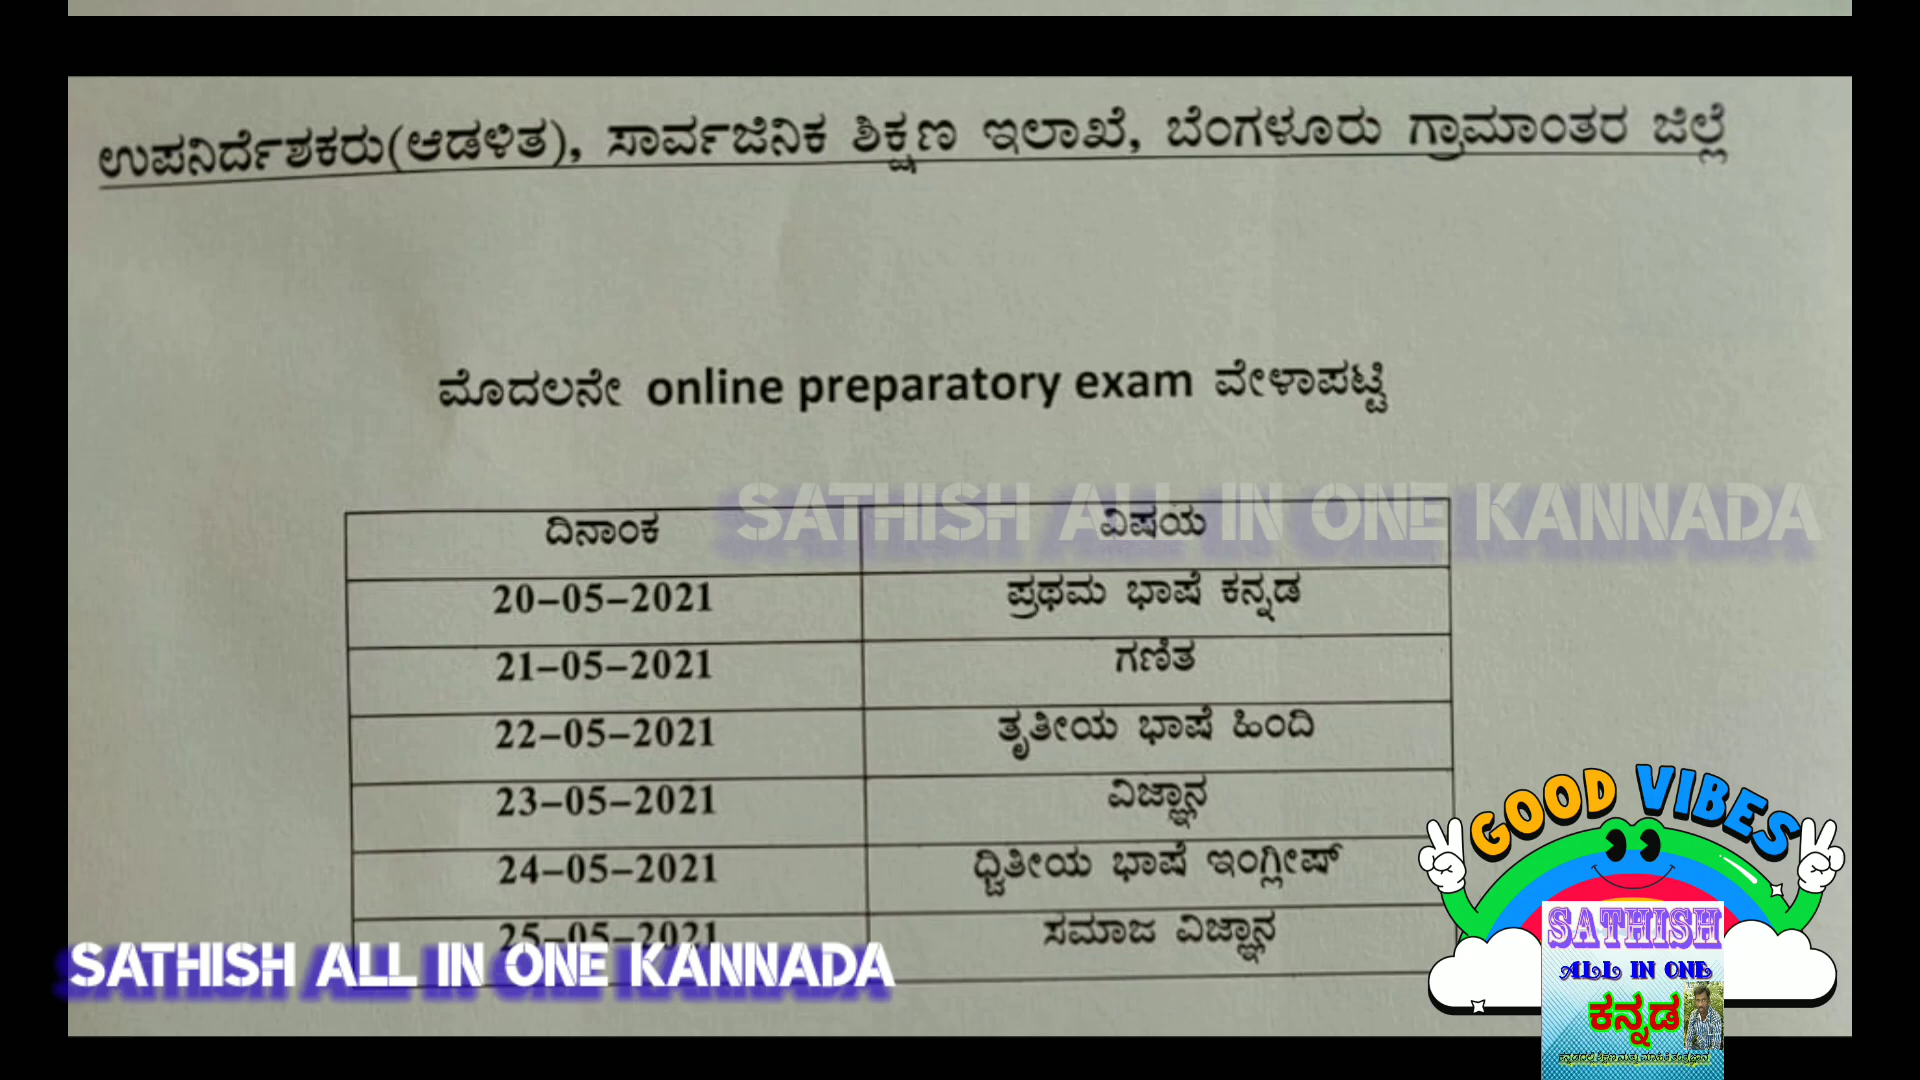 ಉಪನಿರ್ದೇಶಕರು(ಆಡಳಿತ), ಸಾರ್ವಜನಿಕ ಶಿಕ್ಷಣ ಇಲಾಖೆ, ಬೆಂಗಳೂರು ಗ್ರಾಮಾಂತರ ಜಿಲ್ಲೆ
ಮೊದಲನೇ online preparatory exam ವೇಳಾಪಟ್ಟಿ
SATHISH ALL IN ONE KANNADA
ದಿನಾಂಕ ವಿಷಯ
20-05-2021 ಪ್ರಥಮ ಭಾಷೆ ಕನ್ನಡ
21-05-2021 ಗಣಿತ
22-05-2021 ತೃತೀಯ ಭಾಷೆ ಹಿಂದಿ
23-05-2021 ವಿಜ್ಞಾನ
24-05-2021 ಧ್ವಿತೀಯ ಭಾಷೆ ಇಂಗ್ಲೀಷ್
25-05-2021 ಸಮಾಜ ವಿಜ್ಞಾನ
SATHISH ALL IN ONE KANNADA
GOOD VIBES
SATHISH
ALL IN ONE
ಕನ್ನಡ